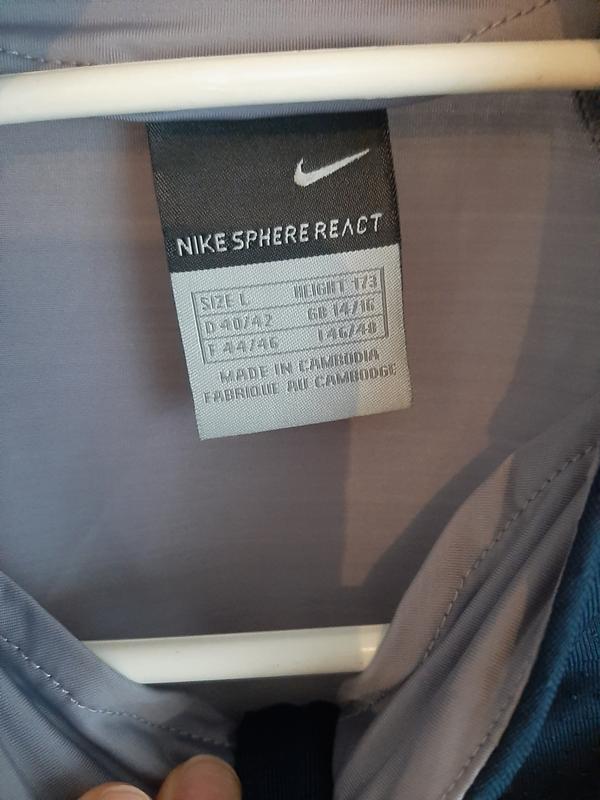 NIKE SPHERE REACT
SIZE L HEIGHT 173
D 40/42 GB 14/16
F 44/46 I 46/48
MADE IN CAMBODIA
FABRIQUE AU CAMBODGE